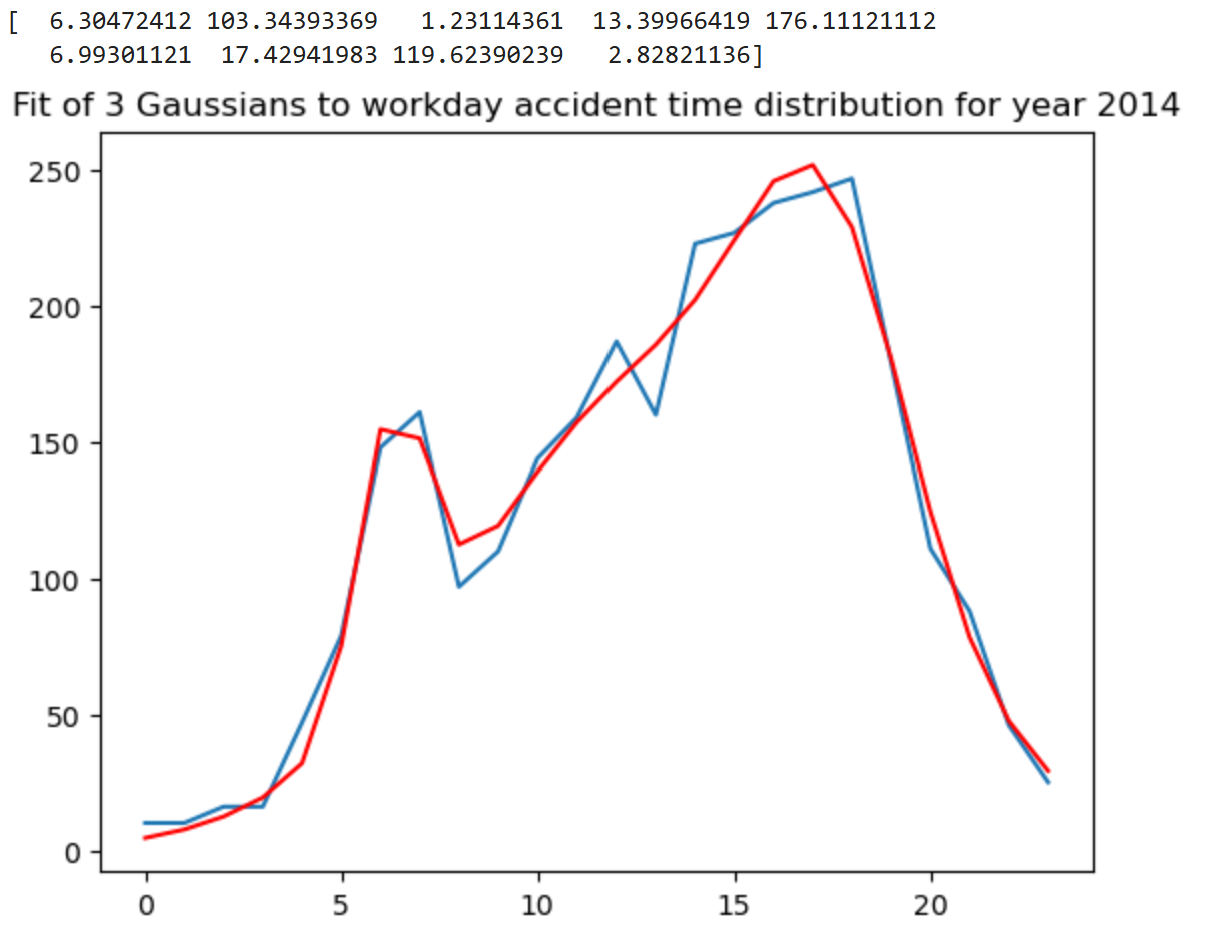 [  6.30472412 103.34393369   1.23114361  13.39966419 176.11121112
6.99301121  17.42941983 119.62390239   2.82821136]
Fit of 3 Gaussians to workday accident time distribution for year 2014
250
200
150
100
50
0
0 5 10 15 20